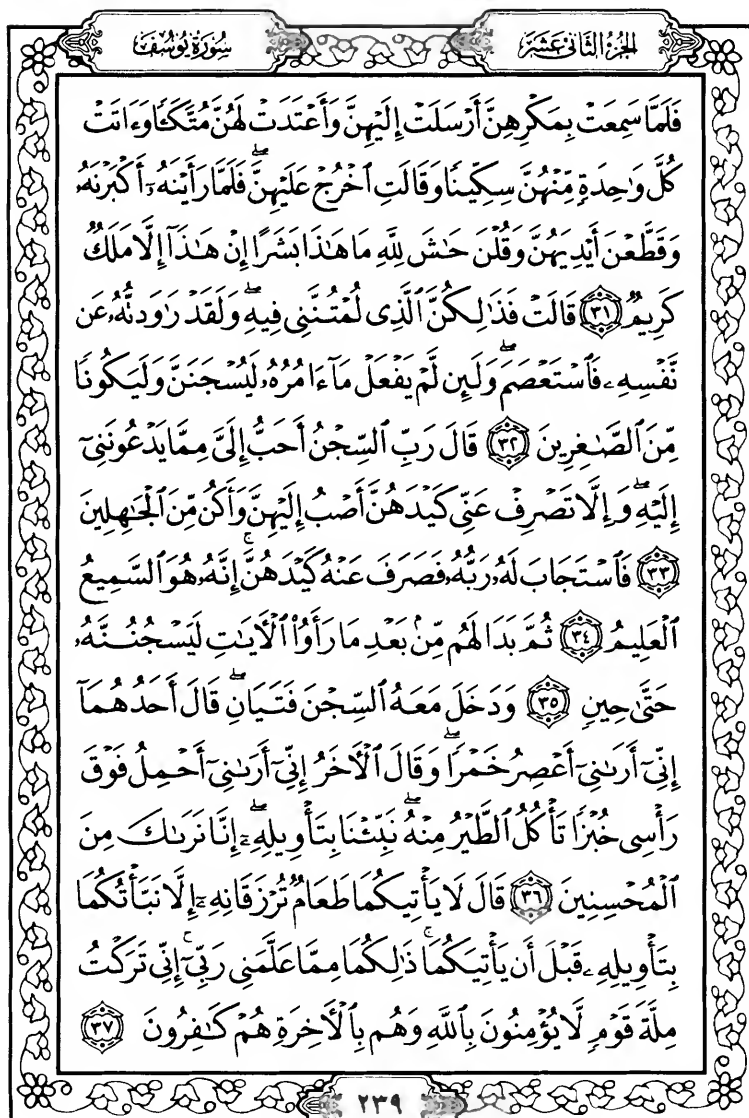 الجزء الثاني عشر
سورة يوسف
فَلَمَّا سَمِعَتْ بِمَكْرِهِنَّ أَرْسَلَتْ إِلَيْهِنَّ وَأَعْتَدَتْ لَهُنَّ مُتَّكَـًٔا وَءَاتَتْ
كُلَّ وَٰحِدَةٍ مِّنْهُنَّ سِكِّينًا وَقَالَتِ ٱخْرُجْ عَلَيْهِنَّ ۖ فَلَمَّا رَأَيْنَهُۥٓ أَكْبَرْنَهُۥ
وَقَطَّعْنَ أَيْدِيَهُنَّ وَقُلْنَ حَٰشَ لِلَّهِ مَا هَٰذَا بَشَرًا إِنْ هَٰذَآ إِلَّا مَلَكٌ
كَرِيمٌ ٣١ قَالَتْ فَذَٰلِكُنَّ ٱلَّذِى لُمْتُنَّنِى فِيهِ ۖ وَلَقَدْ رَٰوَدتُّهُۥ عَن
نَّفْسِهِۦ فَٱسْتَعْصَمَ ۖ وَلَئِن لَّمْ يَفْعَلْ مَآ ءَامُرُهُۥ لَيُسْجَنَنَّ وَلَيَكُونًا
مِّنَ ٱلصَّٰغِرِينَ ٣٢ قَالَ رَبِّ ٱلسِّجْنُ أَحَبُّ إِلَىَّ مِمَّا يَدْعُونَنِىٓ
إِلَيْهِ ۖ وَإِلَّا تَصْرِفْ عَنِّى كَيْدَهُنَّ أَصْبُ إِلَيْهِنَّ وَأَكُن مِّنَ ٱلْجَٰهِلِينَ
٣٣ فَٱسْتَجَابَ لَهُۥ رَبُّهُۥ فَصَرَفَ عَنْهُ كَيْدَهُنَّ ۚ إِنَّهُۥ هُوَ ٱلسَّمِيعُ
ٱلْعَلِيمُ ٣٤ ثُمَّ بَدَا لَهُم مِّنۢ بَعْدِ مَا رَأَوُا۟ ٱلْـَٔايَٰتِ لَيَسْجُنُنَّهُۥ
حَتَّىٰ حِينٍ ٣٥ وَدَخَلَ مَعَهُ ٱلسِّجْنَ فَتَيَانِ ۖ قَالَ أَحَدُهُمَآ
إِنِّىٓ أَرَىٰنِىٓ أَعْصِرُ خَمْرًا ۖ وَقَالَ ٱلْـَٔاخَرُ إِنِّىٓ أَرَىٰنِىٓ أَحْمِلُ فَوْقَ
رَأْسِى خُبْزًا تَأْكُلُ ٱلطَّيْرُ مِنْهُ ۖ نَبِّئْنَا بِتَأْوِيلِهِۦٓ ۖ إِنَّا نَرَىٰكَ مِنَ
ٱلْمُحْسِنِينَ ٣٦ قَالَ لَا يَأْتِيكُمَا طَعَامٌ تُرْزَقَانِهِۦٓ إِلَّا نَبَّأْتُكُمَا
بِتَأْوِيلِهِۦ قَبْلَ أَن يَأْتِيَكُمَا ۚ ذَٰلِكُمَا مِمَّا عَلَّمَنِى رَبِّىٓ ۚ إِنِّى تَرَكْتُ
مِلَّةَ قَوْمٍ لَّا يُؤْمِنُونَ بِٱللَّهِ وَهُم بِٱلْـَٔاخِرَةِ هُمْ كَٰفِرُونَ ٣٧
٢٣٩